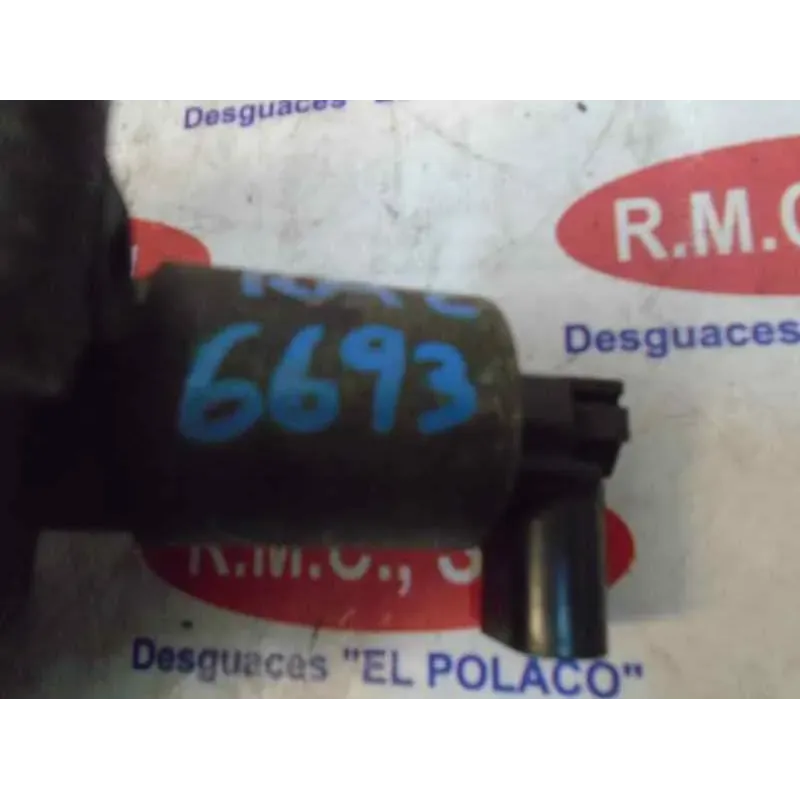 Desguaces
R.M.C
Desguaces
6693
R.M.C., S
Desguaces "EL POLACO"